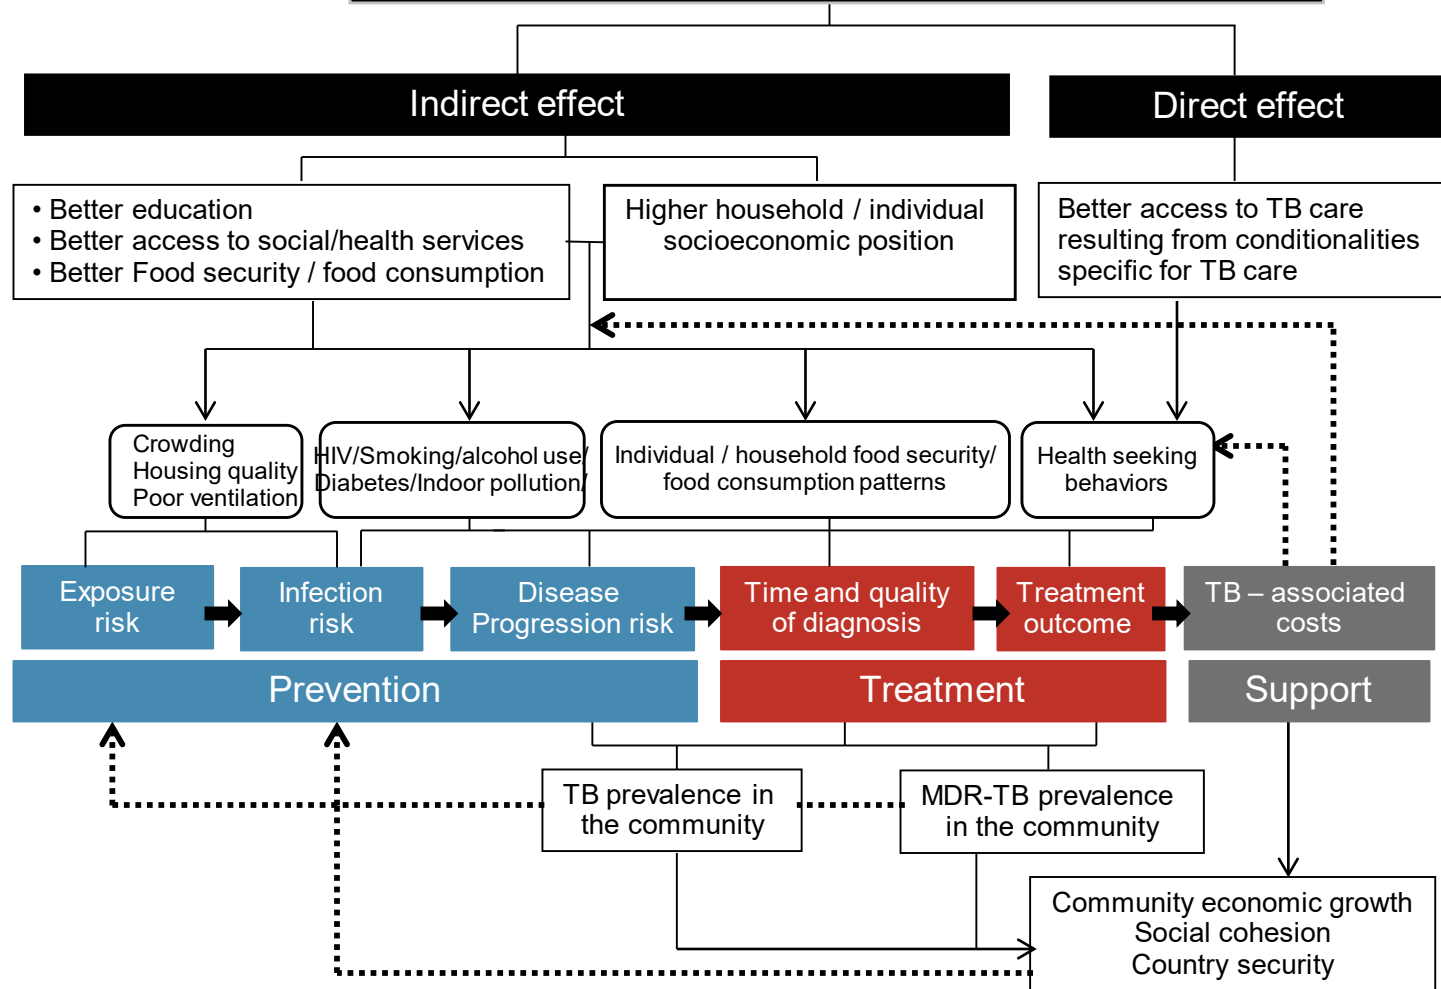 Indirect effect
Direct effect
• Better education
• Better access to social/health services
• Better Food security / food consumption
Higher household / individual
socioeconomic position
Better access to TB care
resulting from conditionalities
specific for TB care
Crowding
Housing quality
Poor ventilation
HIV/Smoking/alcohol use/
Diabetes/Indoor pollution/
Individual / household food security/
food consumption patterns
Health seeking
behaviors
Exposure
risk
Infection
risk
Disease
Progression risk
Time and quality
of diagnosis
Treatment
outcome
TB – associated
costs
Prevention
Treatment
Support
TB prevalence in
the community
MDR-TB prevalence
in the community
Community economic growth
Social cohesion
Country security